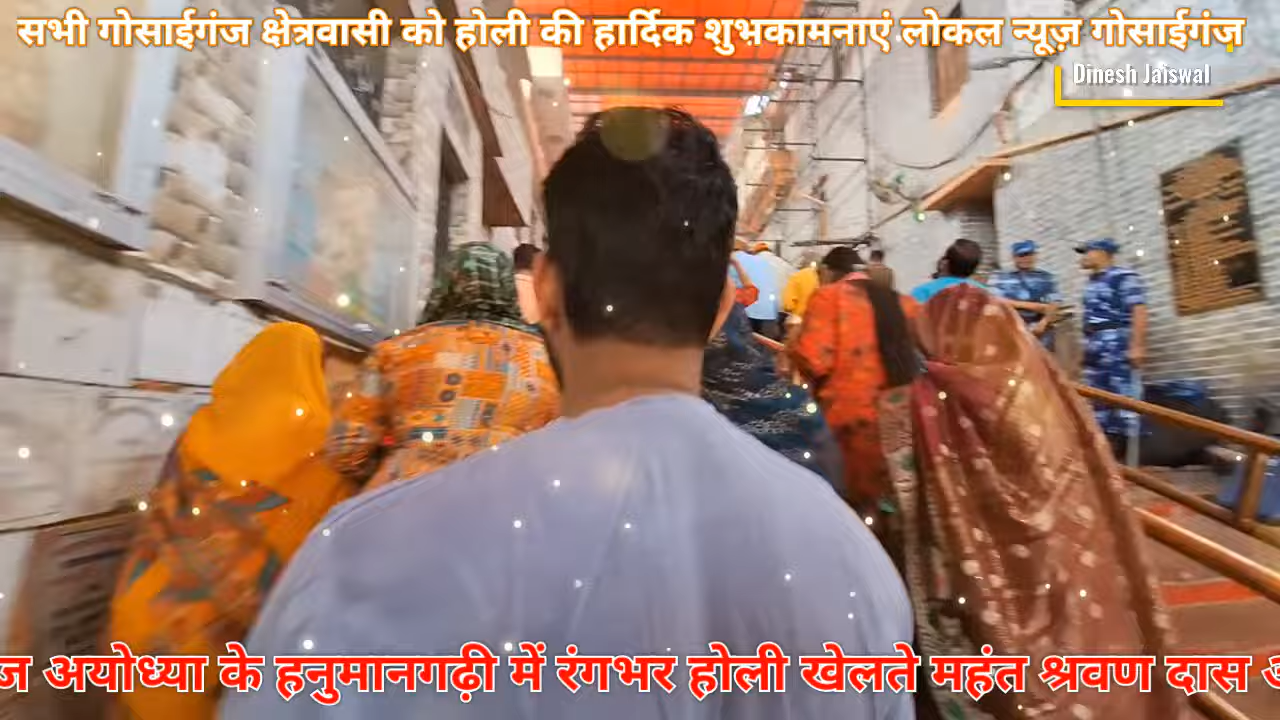 सभी गोसाईगंज क्षेत्रवासी को होली की हार्दिक शुभकामनाएं लोकल न्यूज़ गोसाईगंज
Dinesh Jaiswal
ज अयोध्या के हनुमानगढ़ी में रंगभर होली खेलते महंत श्रवण दास